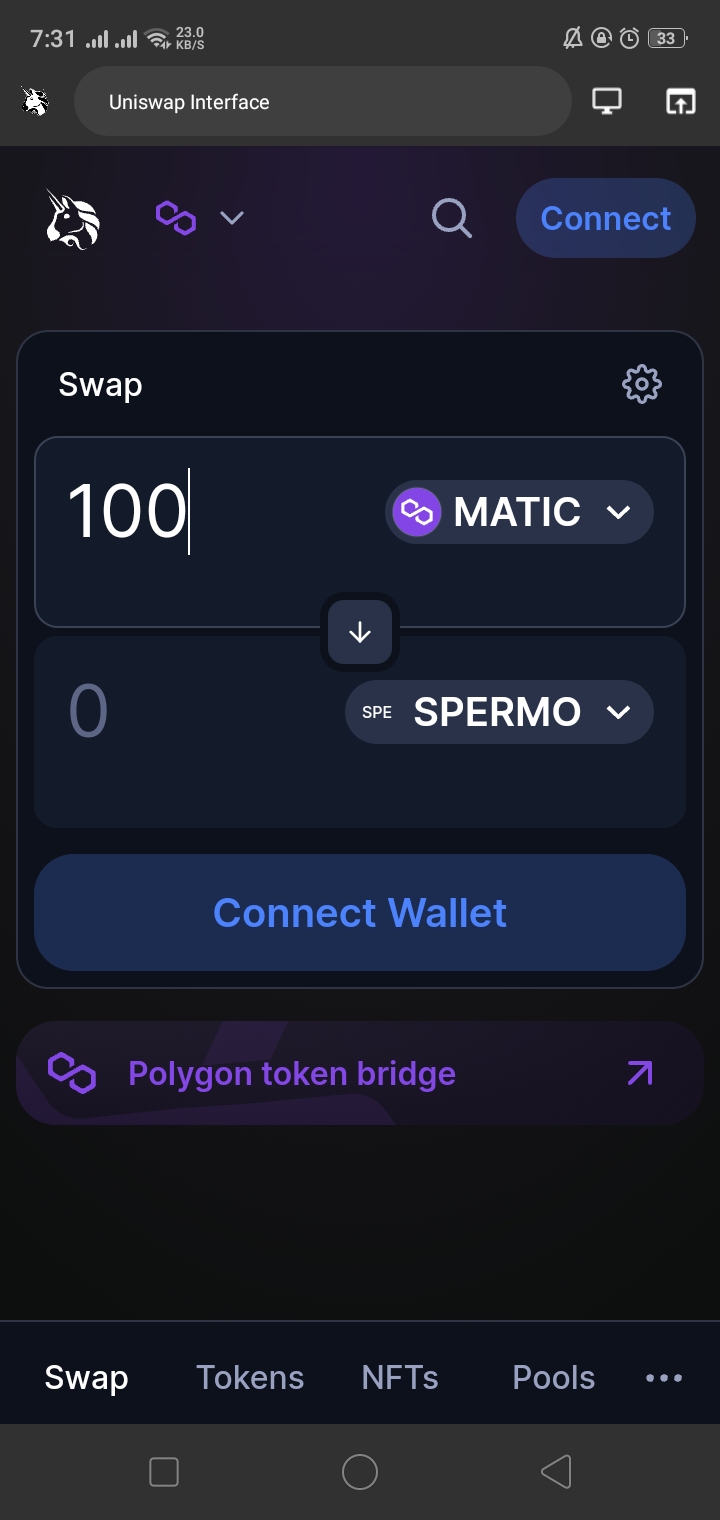 7:31 23.0 KB/S 33
Uniswap Interface
Connect
Swap
100 MATIC
0 SPE SPERMO
Connect Wallet
Polygon token bridge
Swap Tokens NFTs Pools